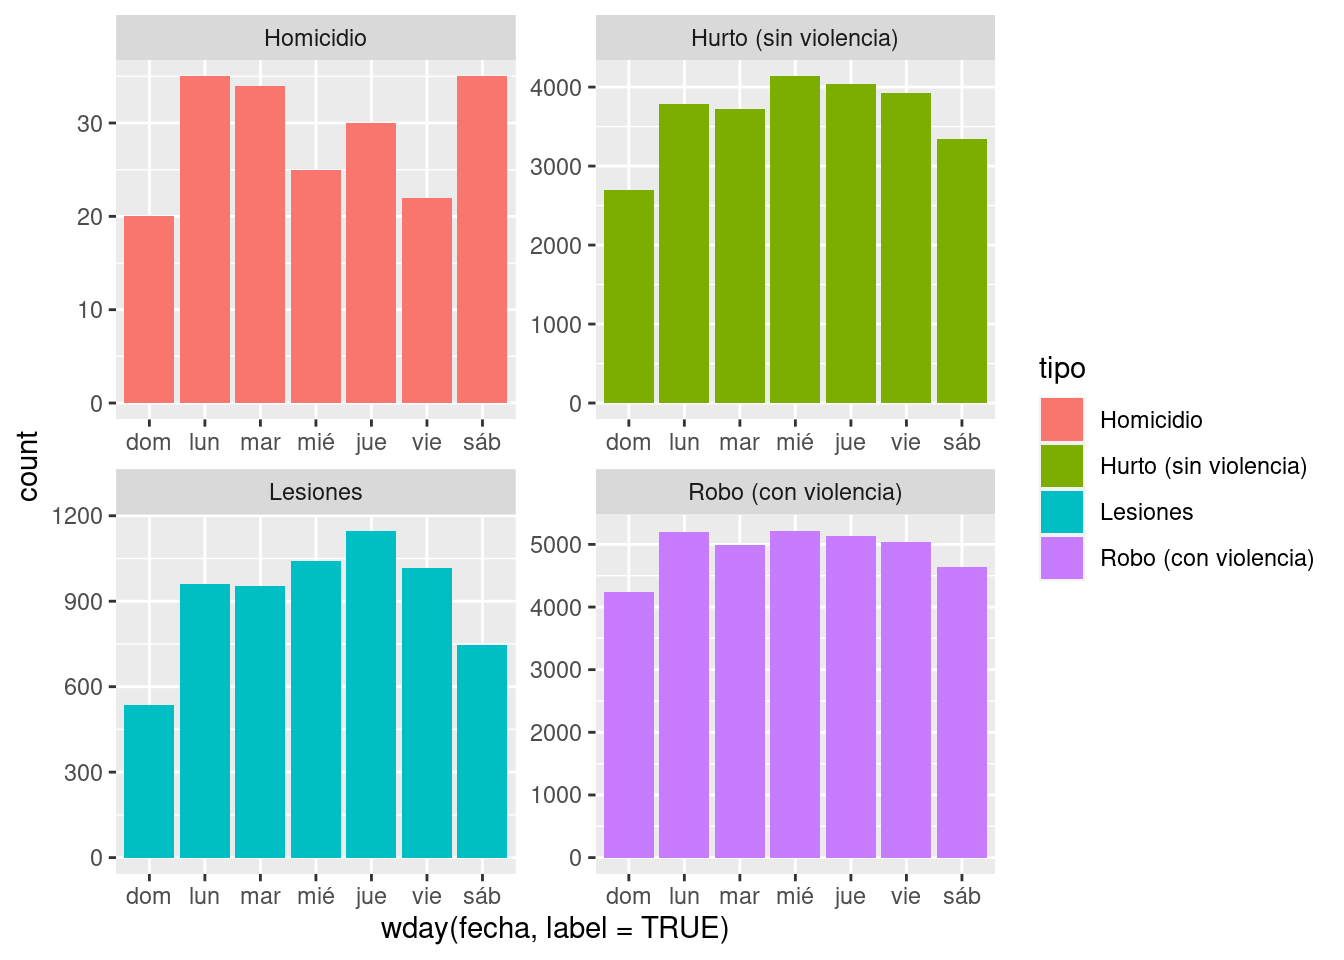 Homicidio
Hurto (sin violencia)
30
20
10
0
4000
3000
2000
1000
0
dom lun mar mié jue vie sáb
dom lun mar mié jue vie sáb
count
Lesiones
Robo (con violencia)
1200
900
600
300
0
5000
4000
3000
2000
1000
0
dom lun mar mié jue vie sáb
dom lun mar mié jue vie sáb
wday(fecha, label = TRUE)
tipo
Homicidio
Hurto (sin violencia)
Lesiones
Robo (con violencia)